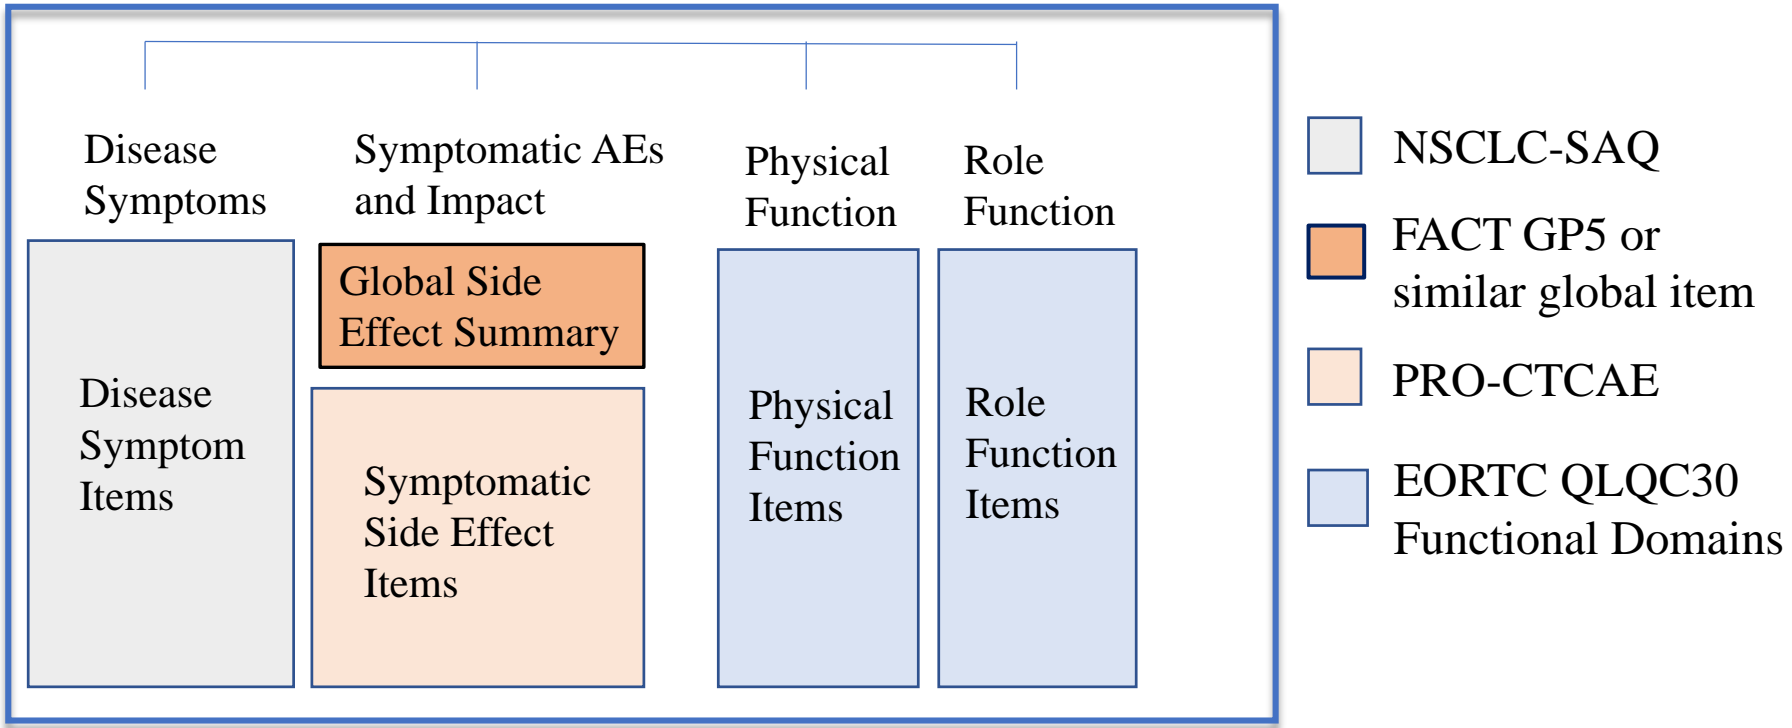 Disease
Symptoms
Symptomatic AEs
and Impact
Physical
Function
Role
Function
Disease
Symptom
Items
Global Side
Effect Summary
Symptomatic
Side Effect
Items
Physical
Function
Items
Role
Function
Items
NSCLC-SAQ
FACT GP5 or
similar global item
PRO-CTCAE
EORTC QLQC30
Functional Domains